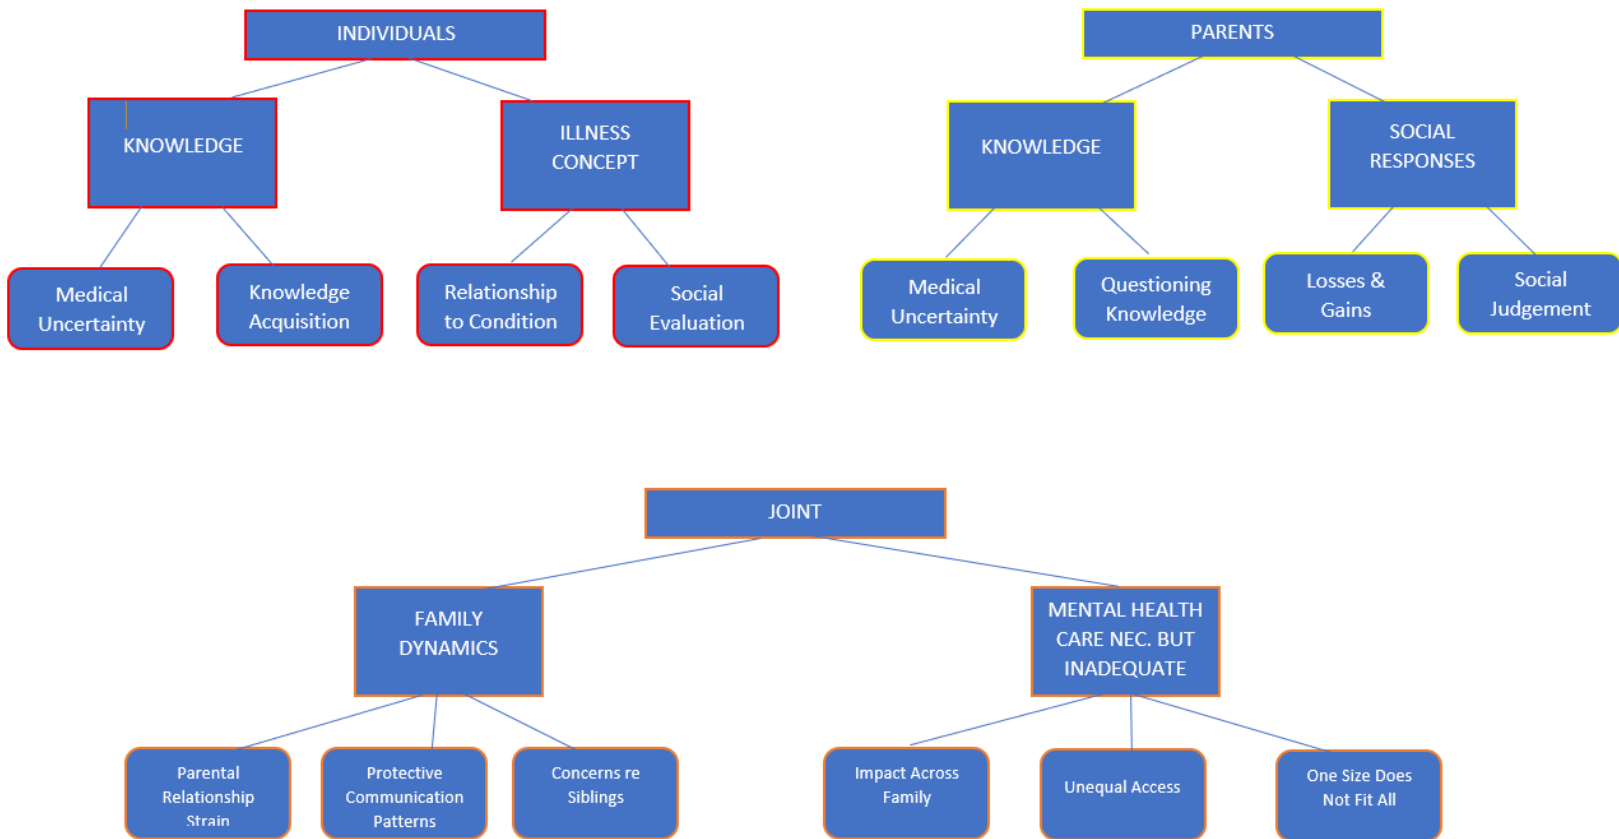 INDIVIDUALS
KNOWLEDGE
ILLNESS
CONCEPT
Medical
Uncertainty
Knowledge
Acquisition
Relationship
to Condition
Social
Evaluation
PARENTS
KNOWLEDGE
SOCIAL
RESPONSES
Medical
Uncertainty
Questioning
Knowledge
Losses &
Gains
Social
Judgement
JOINT
FAMILY
DYNAMICS
MENTAL HEALTH
CARE NEC. BUT
INADEQUATE
Parental
Relationship
Strain
Protective
Communication
Patterns
Concerns re
Siblings
Impact Across
Family
Unequal Access
One Size Does
Not Fit All